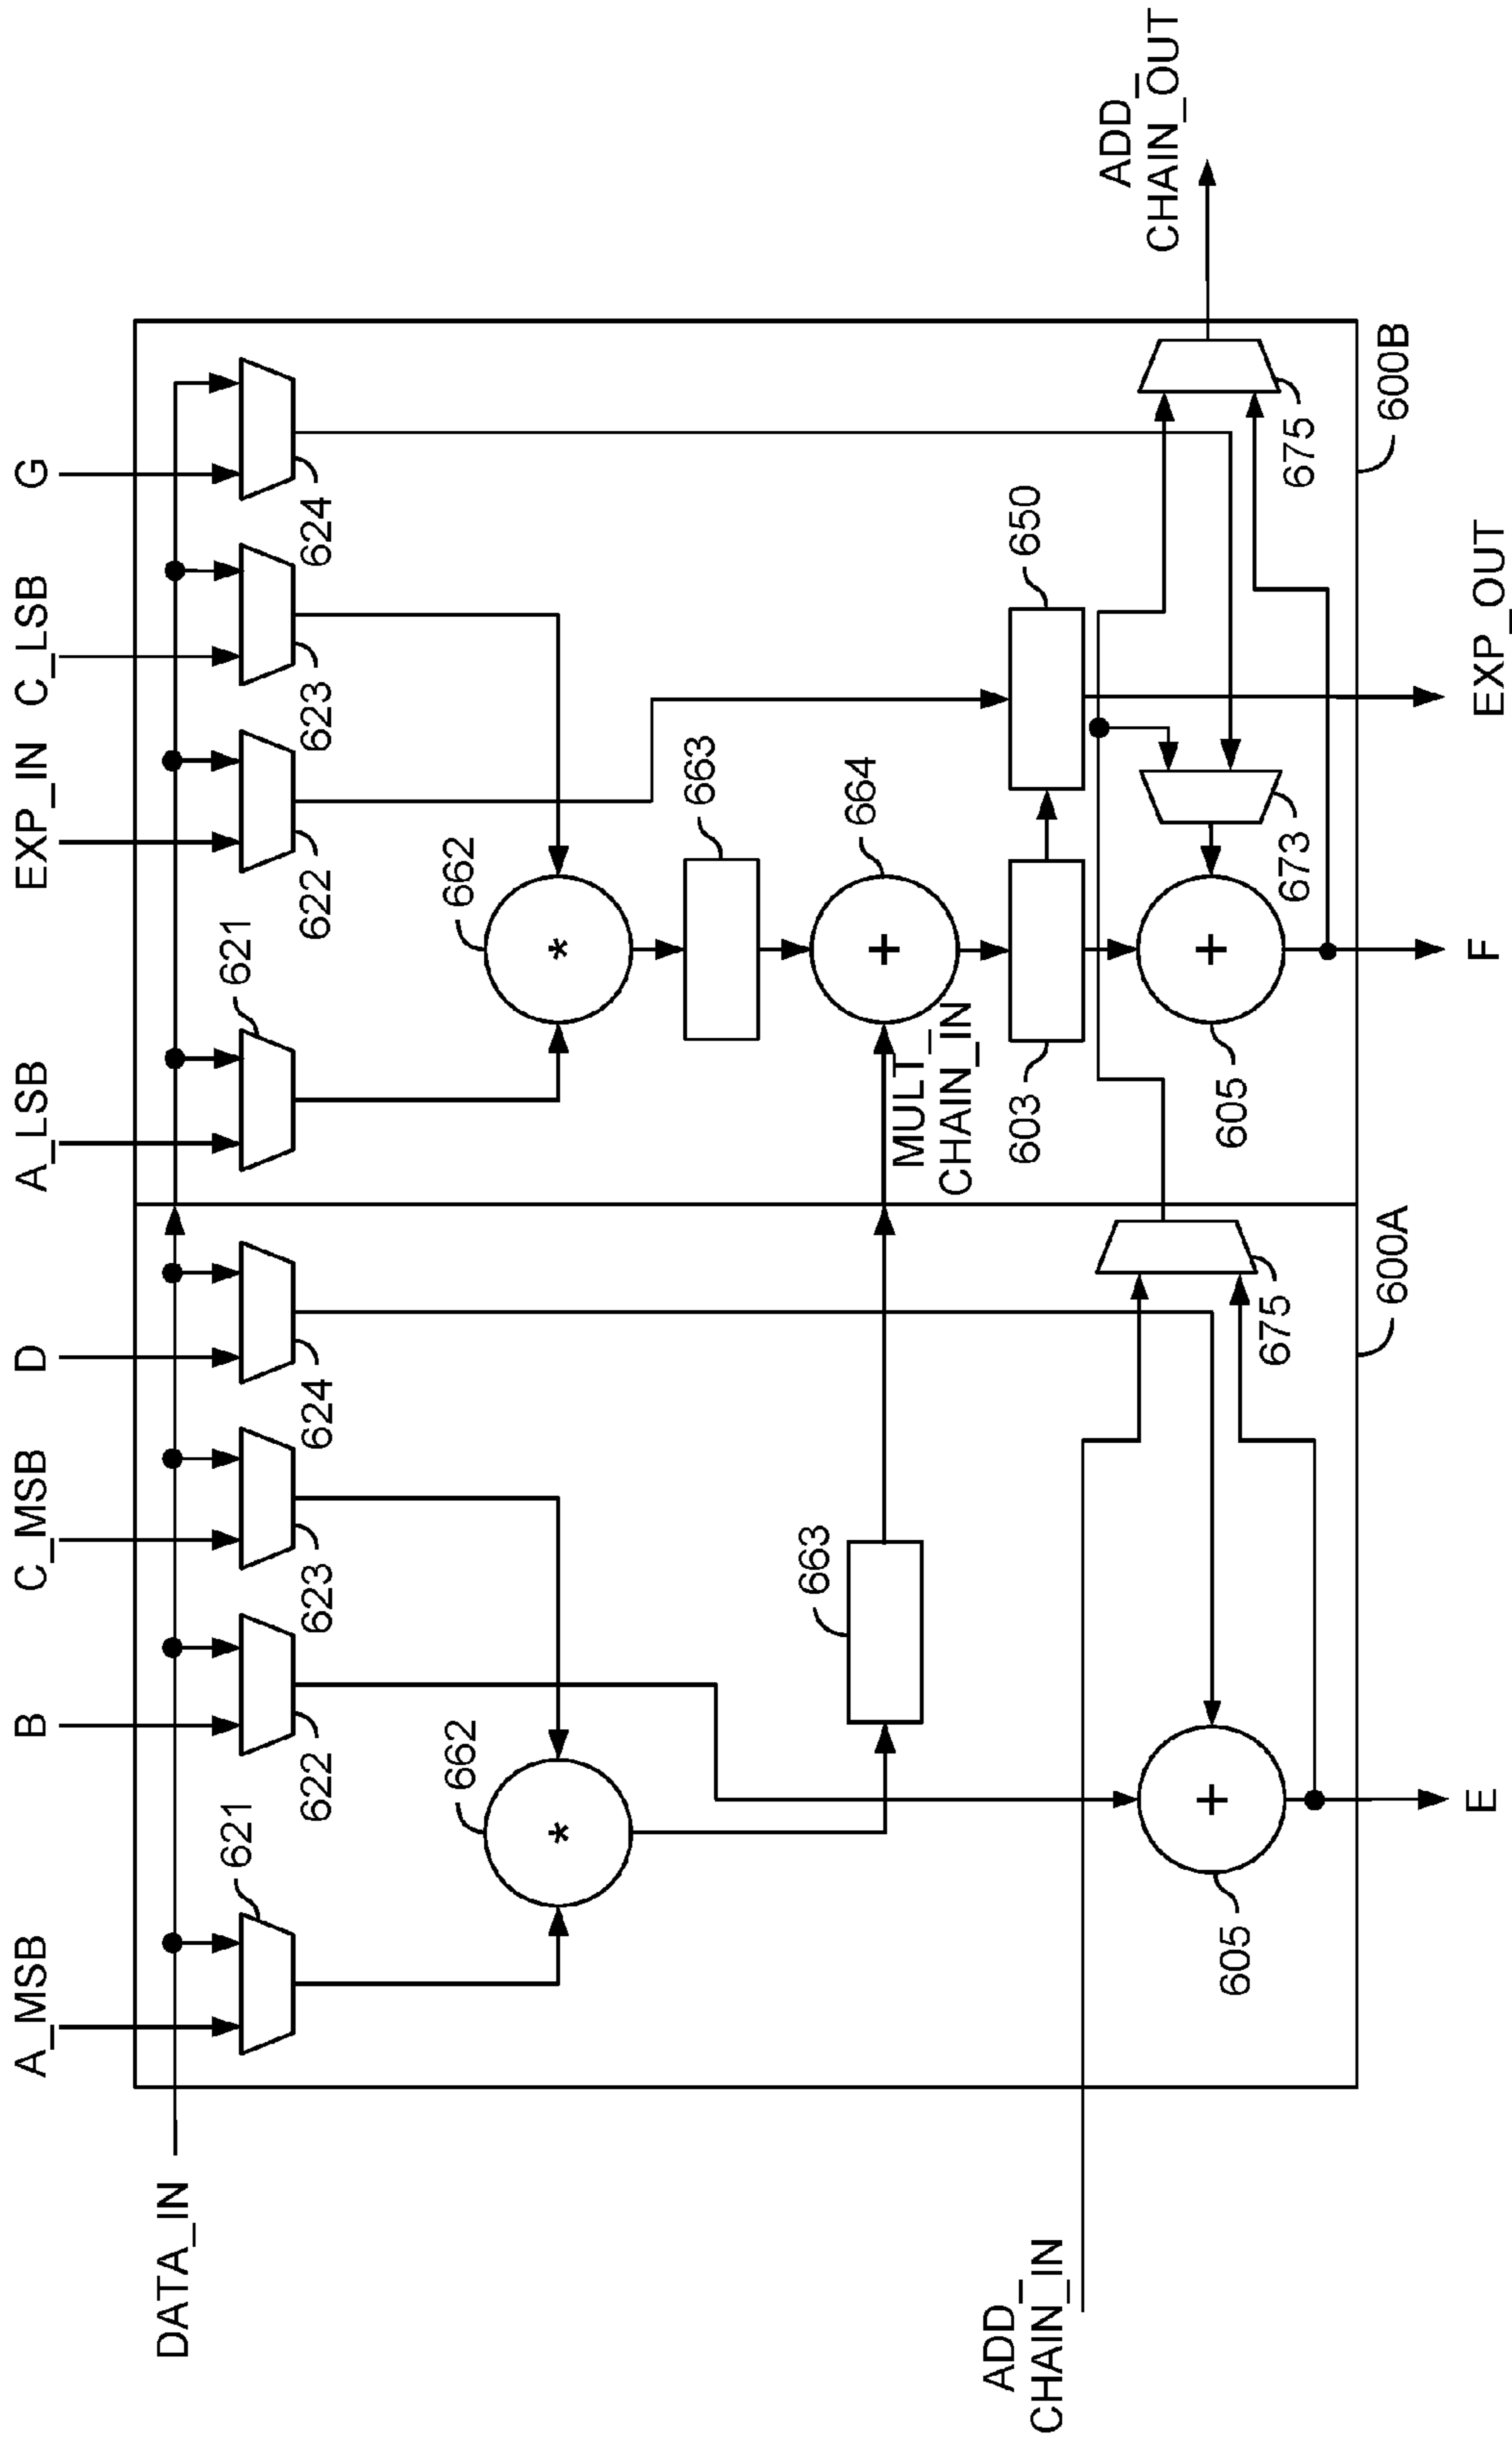 A_MSB
B
C_MSB
D
A_LSB
EXP_IN
C_LSB
G
DATA_IN
621
622
623
624
621
622
623
624
662
662
663
663
*
*
664
+
MULT_
CHAIN_IN
603
650
ADD_
CHAIN_IN
ADD_
CHAIN_OUT
605
+
675
605
+
673
675
600A
600B
E
F
EXP_OUT